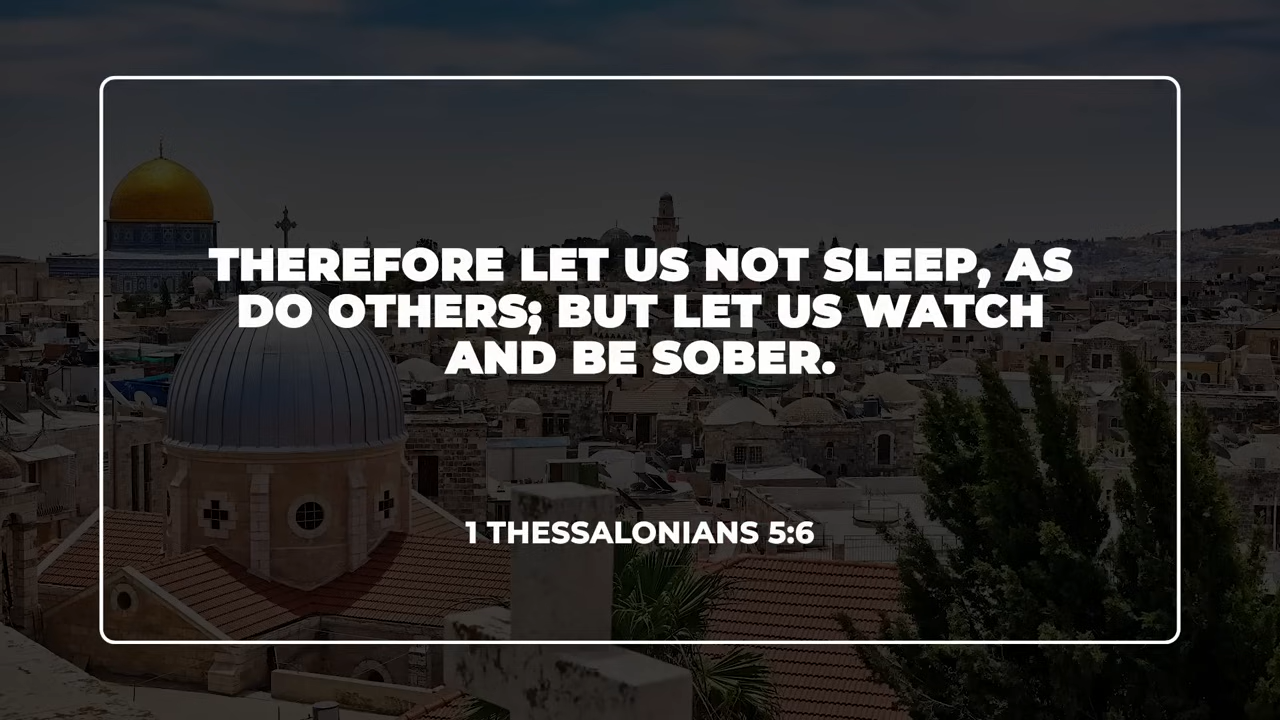 THEREFORE LET US NOT SLEEP, AS
DO OTHERS; BUT LET US WATCH
AND BE SOBER.
1 THESSALONIANS 5:6